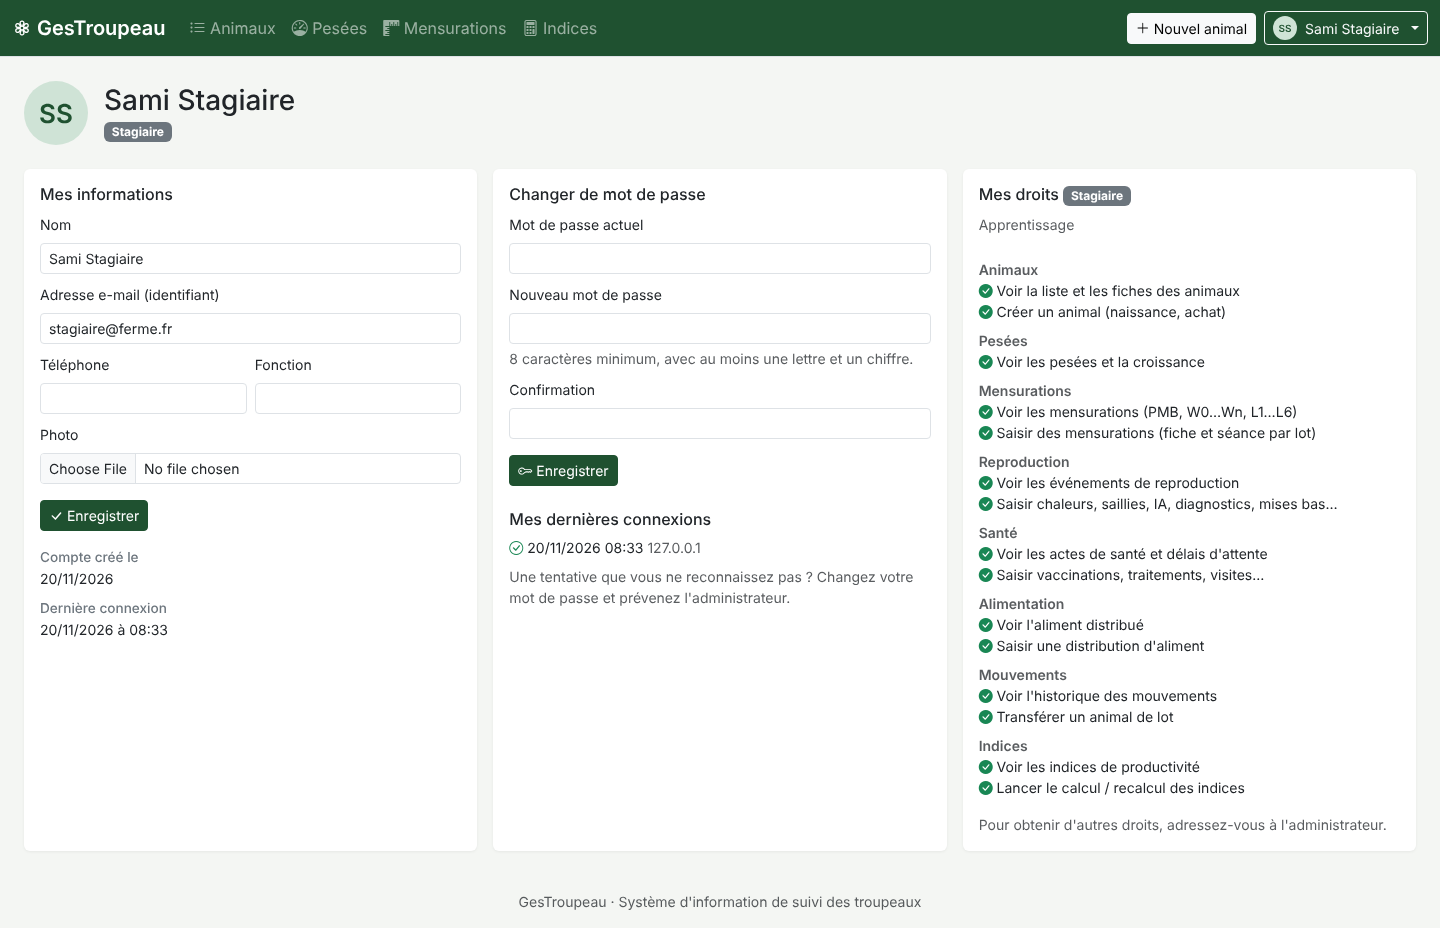 GesTroupeau
Animaux
Pesées
Mensurations
Indices
Nouvel animal
SS
Sami Stagiaire
SS
Sami Stagiaire
Stagiaire
Mes informations
Nom
Sami Stagiaire
Adresse e-mail (identifiant)
stagiaire@ferme.fr
Téléphone
Fonction
Photo
Choose File No file chosen
Enregistrer
Compte créé le
20/11/2026
Dernière connexion
20/11/2026 à 08:33
Changer de mot de passe
Mot de passe actuel
Nouveau mot de passe
8 caractères minimum, avec au moins une lettre et un chiffre.
Confirmation
Enregistrer
Mes dernières connexions
20/11/2026 08:33 127.0.0.1
Une tentative que vous ne reconnaissez pas ? Changez votre
mot de passe et prévenez l'administrateur.
Mes droits Stagiaire
Apprentissage
Animaux
Voir la liste et les fiches des animaux
Créer un animal (naissance, achat)
Pesées
Voir les pesées et la croissance
Mensurations
Voir les mensurations (PMB, W0…Wn, L1…L6)
Saisir des mensurations (fiche et séance par lot)
Reproduction
Voir les événements de reproduction
Saisir chaleurs, saillies, IA, diagnostics, mises bas…
Santé
Voir les actes de santé et délais d'attente
Saisir vaccinations, traitements, visites…
Alimentation
Voir l'aliment distribué
Saisir une distribution d'aliment
Mouvements
Voir l'historique des mouvements
Transférer un animal de lot
Indices
Voir les indices de productivité
Lancer le calcul / recalcul des indices
Pour obtenir d'autres droits, adressez-vous à l'administrateur.
GesTroupeau · Système d'information de suivi des troupeaux